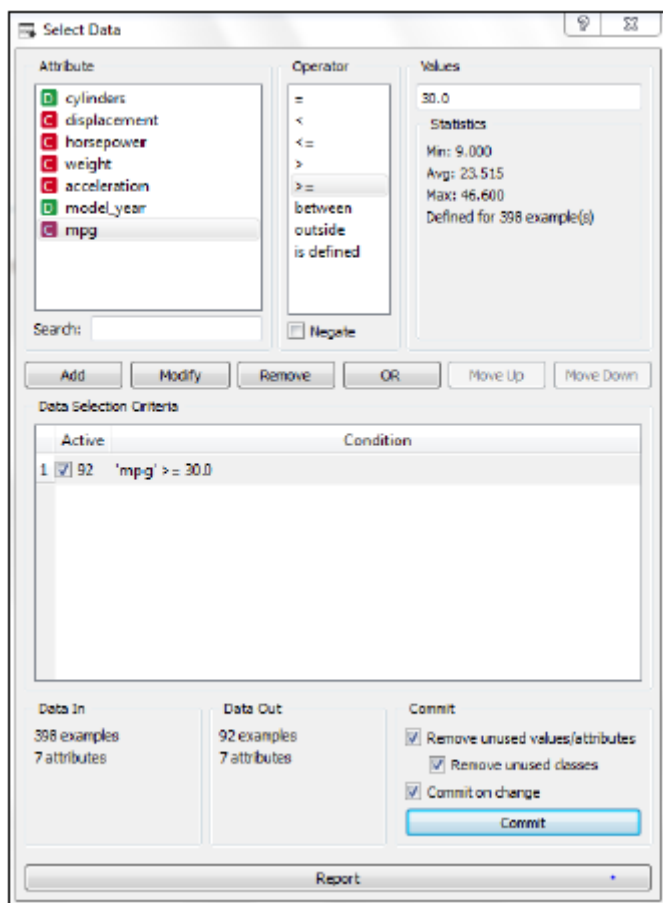 Select Data
Attribute
D cylinders
C displacement
C horsepower
C weight
C acceleration
D model_year
C mpg
Search:
Operator
=
<
<=
>
>=
between
outside
is defined
Negate
Values
30.0
Statistics
Min: 9.000
Avg: 23.515
Max: 46.600
Defined for 398 example(s)
Add Modify Remove OR Move Up Move Down
Data Selection Criteria
Active Condition
1 92 'mpg' >= 30.0
Data In
398 examples
7 attributes
Data Out
92 examples
7 attributes
Commit
Remove unused values/attributes
Remove unused classes
Commit on change
Commit
Report